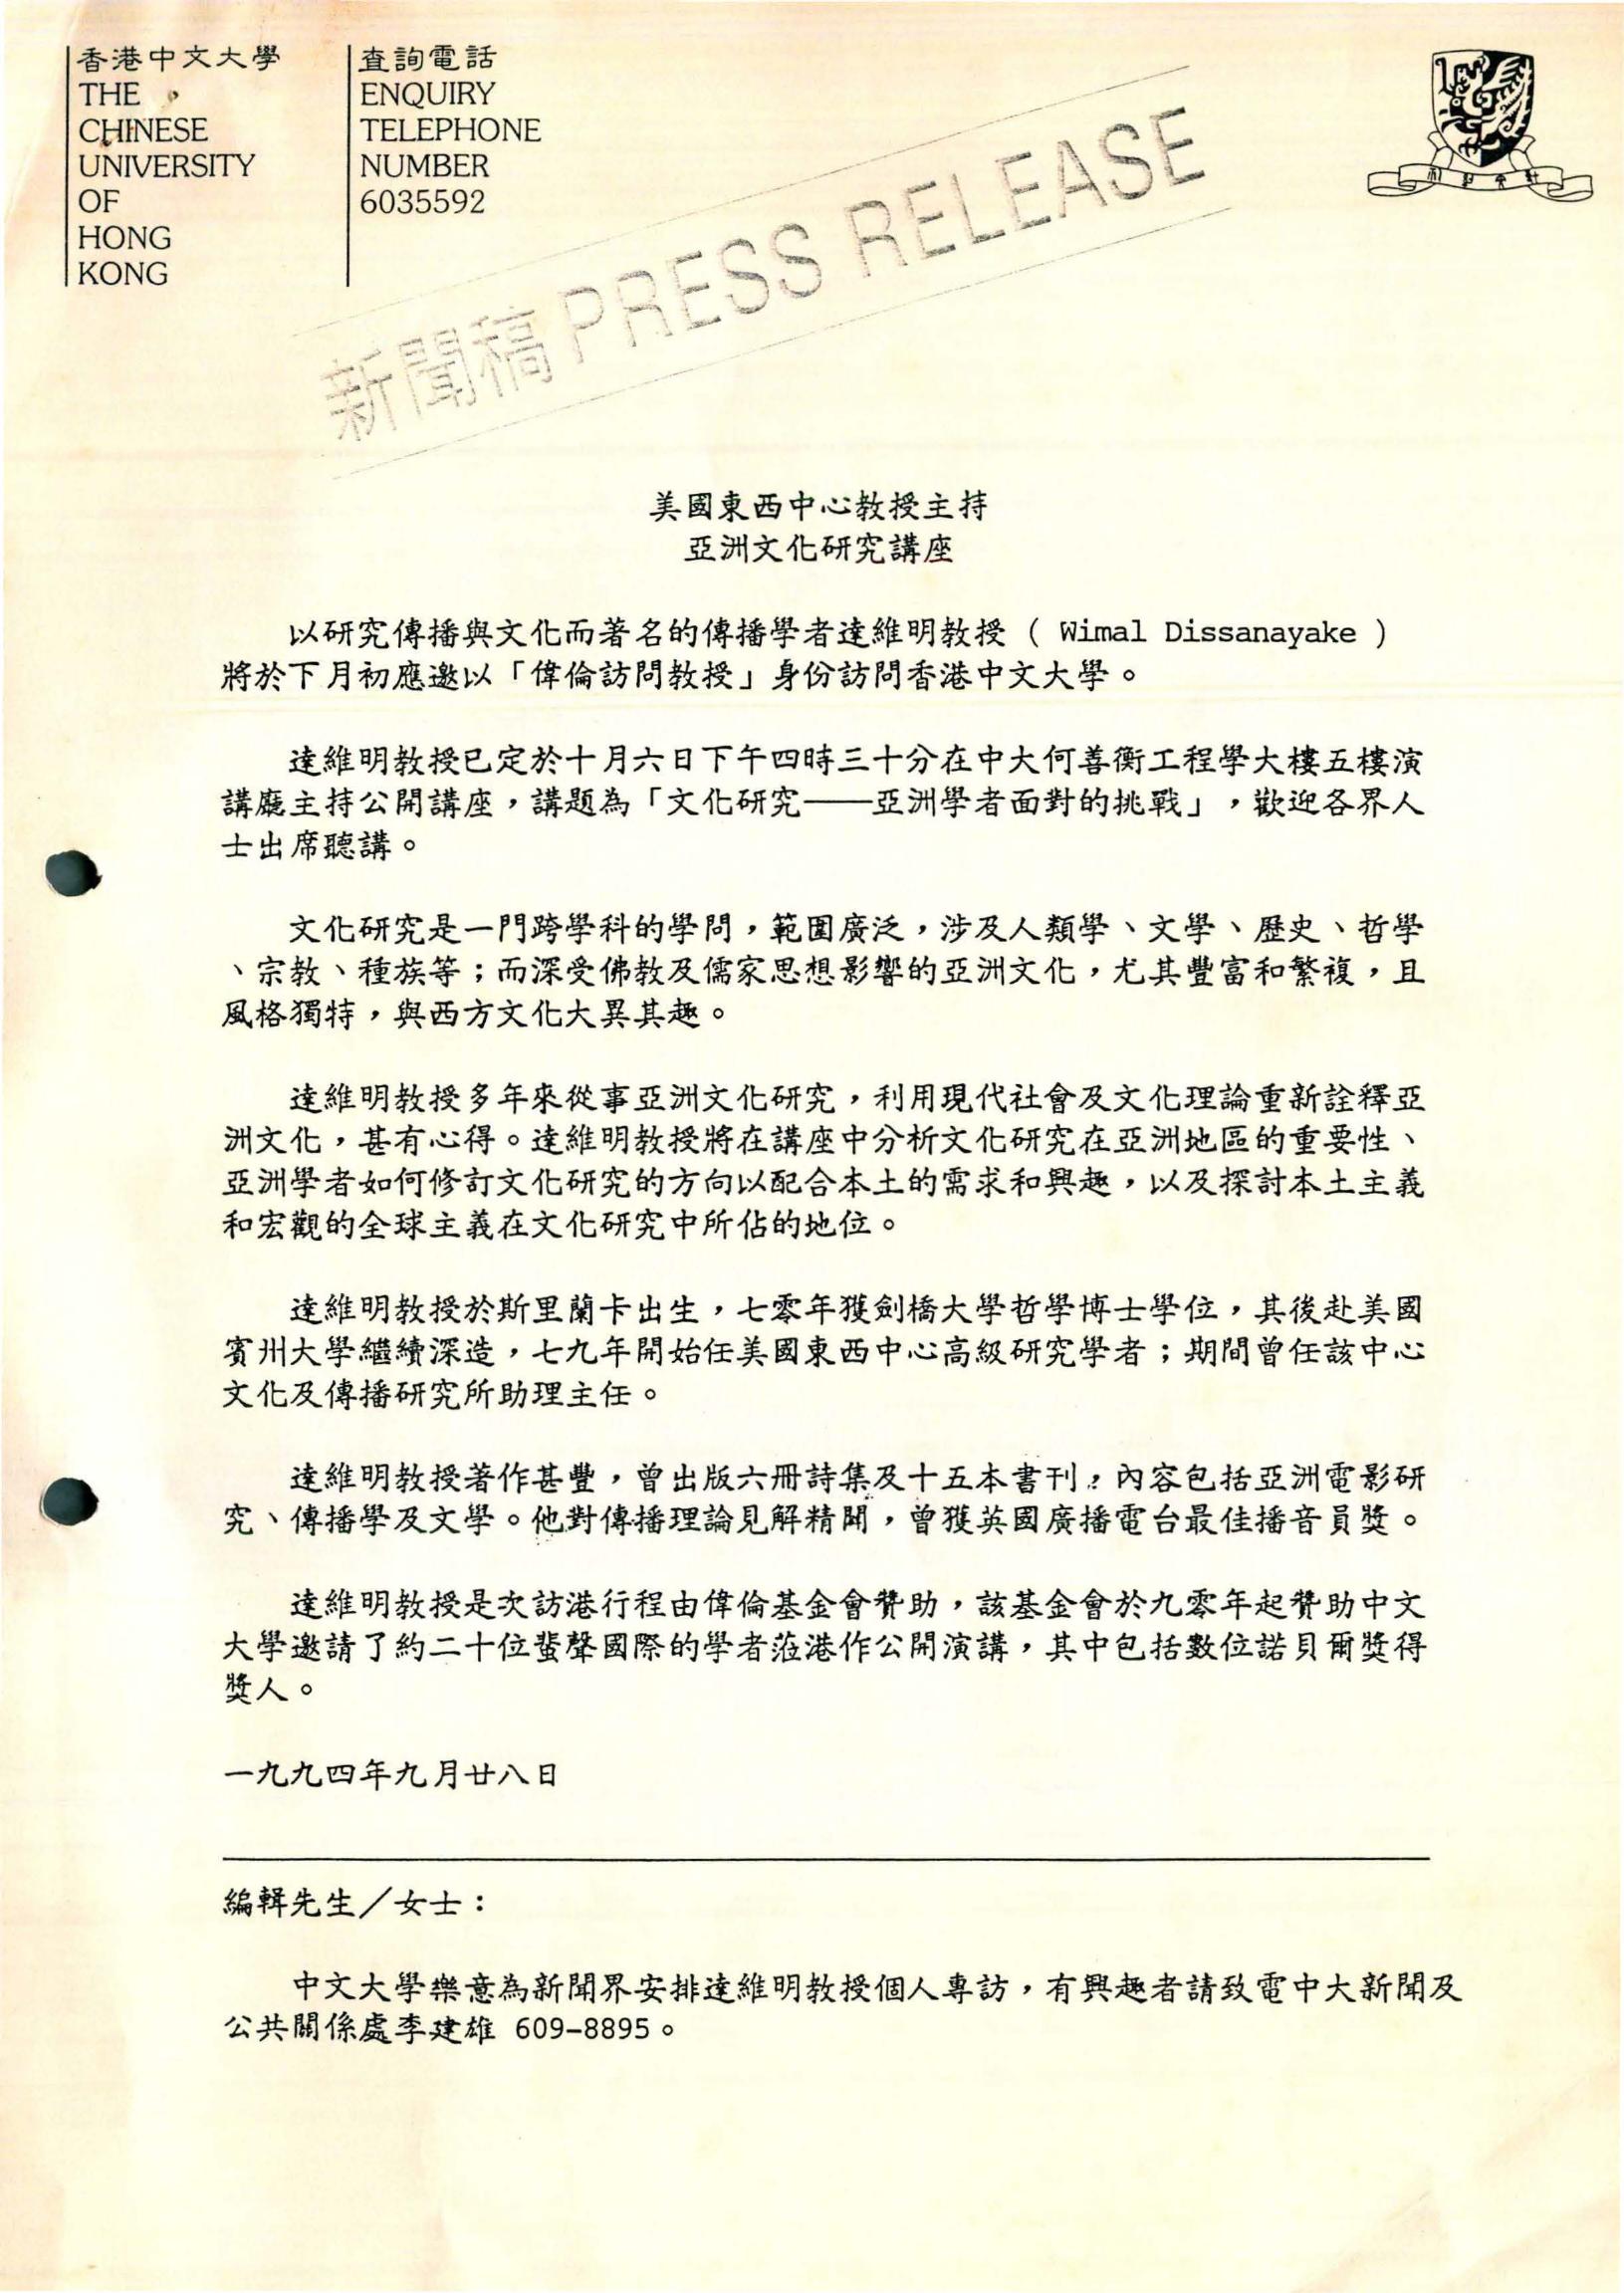 香港中文大學
THE
CHINESE
UNIVERSITY
OF
HONG
KONG
查詢電話
ENQUIRY
TELEPHONE
NUMBER
6035592
新聞稿 PRESS RELEASE
美國東西中心教授主持
亞洲文化研究講座
以研究傳播與文化而著名的傳播學者達維明教授 ( Wimal Dissanayake )
將於下月初應邀以「偉倫訪問教授」身份訪問香港中文大學。
達維明教授已定於十月六日下午四時三十分在中大何善衡工程學大樓五樓演
講廳主持公開講座，講題為「文化研究——亞洲學者面對的挑戰」，歡迎各界人
士出席聽講。
文化研究是一門跨學科的學問，範圍廣泛，涉及人類學、文學、歷史、哲學
、宗教、種族等；而深受佛教及儒家思想影響的亞洲文化，尤其豐富和繁複，且
風格獨特，與西方文化大異其趣。
達維明教授多年來從事亞洲文化研究，利用現代社會及文化理論重新詮釋亞
洲文化，甚有心得。達維明教授將在講座中分析文化研究在亞洲地區的重要性、
亞洲學者如何修訂文化研究的方向以配合本土的需求和興趣，以及探討本土主義
和宏觀的全球主義在文化研究中所佔的地位。
達維明教授於斯里蘭卡出生，七零年獲劍橋大學哲學博士學位，其後赴美國
賓州大學繼續深造，七九年開始任美國東西中心高級研究學者；期間曾任該中心
文化及傳播研究所助理主任。
達維明教授著作甚豐，曾出版六冊詩集及十五本書刊，內容包括亞洲電影研
究、傳播學及文學。他對傳播理論見解精闢，曾獲英國廣播電台最佳播音員獎。
達維明教授是次訪港行程由偉倫基金會贊助，該基金會於九零年起贊助中文
大學邀請了約二十位蜚聲國際的學者蒞港作公開演講，其中包括數位諾貝爾獎得
獎人。
一九九四年九月廿八日
編輯先生／女士：
中文大學樂意為新聞界安排達維明教授個人專訪，有興趣者請致電中大新聞及
公共關係處李建雄 609-8895。